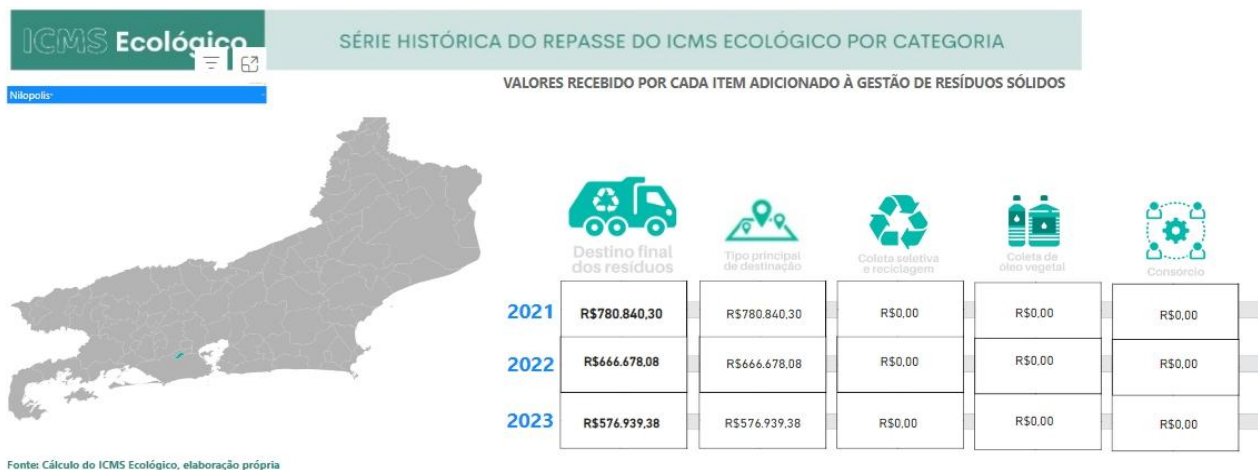 ICMS Ecológico
SÉRIE HISTÓRICA DO REPASSE DO ICMS ECOLÓGICO POR CATEGORIA
VALORES RECEBIDO POR CADA ITEM ADICIONADO À GESTÃO DE RESÍDUOS SÓLIDOS
Nilopolis
Destino final
dos resíduos
Tipo principal
de destinação
Coleta seletiva
e reciclagem
Coleta de
óleo vegetal
Consórcio
2021 R$780.840,30 R$780.840,30 R$0,00 R$0,00 R$0,00
2022 R$666.678,08 R$666.678,08 R$0,00 R$0,00 R$0,00
2023 R$576.939,38 R$576.939,38 R$0,00 R$0,00 R$0,00
Fonte: Cálculo do ICMS Ecológico, elaboração própria